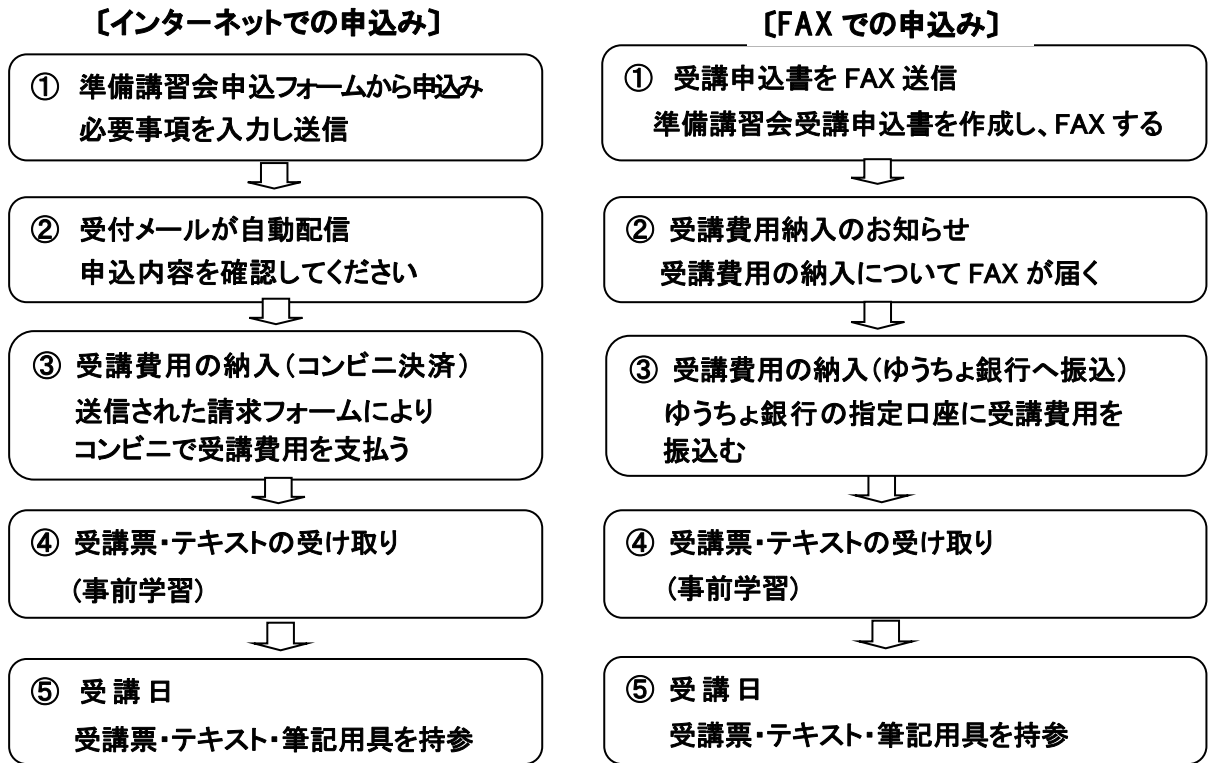 〔インターネットでの申込み〕
① 準備講習会申込フォームから申込み
必要事項を入力し送信
② 受付メールが自動配信
申込内容を確認してください
③ 受講費用の納入（コンビニ決済）
送信された請求フォームにより
コンビニで受講費用を支払う
④ 受講票・テキストの受け取り
（事前学習）
⑤ 受 講 日
受講票・テキスト・筆記用具を持参
〔FAX での申込み〕
① 受講申込書を FAX 送信
準備講習会受講申込書を作成し、FAX する
② 受講費用納入のお知らせ
受講費用の納入について FAX が届く
③ 受講費用の納入（ゆうちょ銀行へ振込）
ゆうちょ銀行の指定口座に受講費用を
振込む
④ 受講票・テキストの受け取り
（事前学習）
⑤ 受 講 日
受講票・テキスト・筆記用具を持参